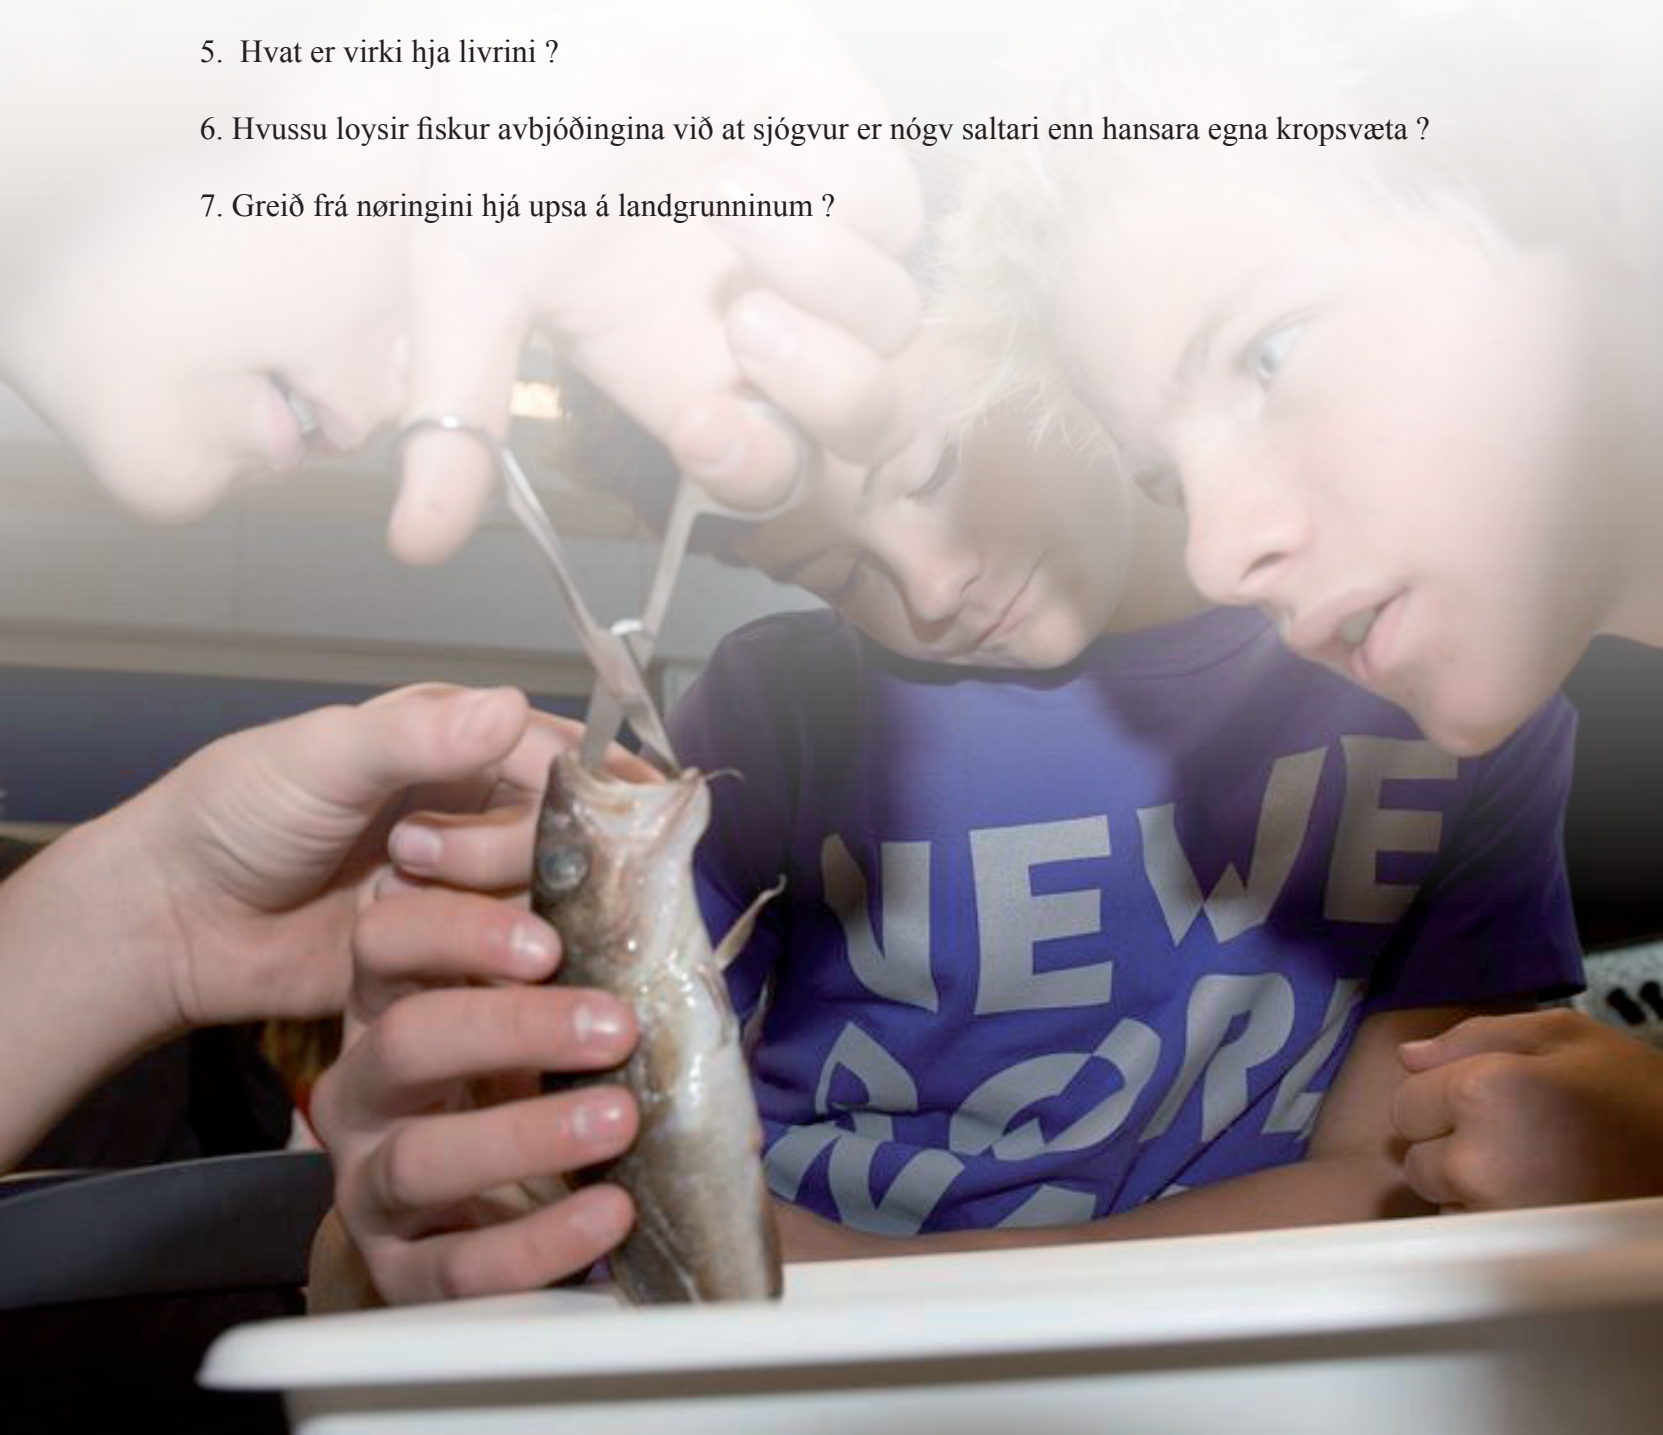 5. Hvat er virki hja livrini ?
6. Hvussu loysir fiskur avbjóðingina við at sjógvur er nógv saltari enn hansara egna kropsvæta ?
7. Greið frá nøringini hjá upsa á landgrunninum ?